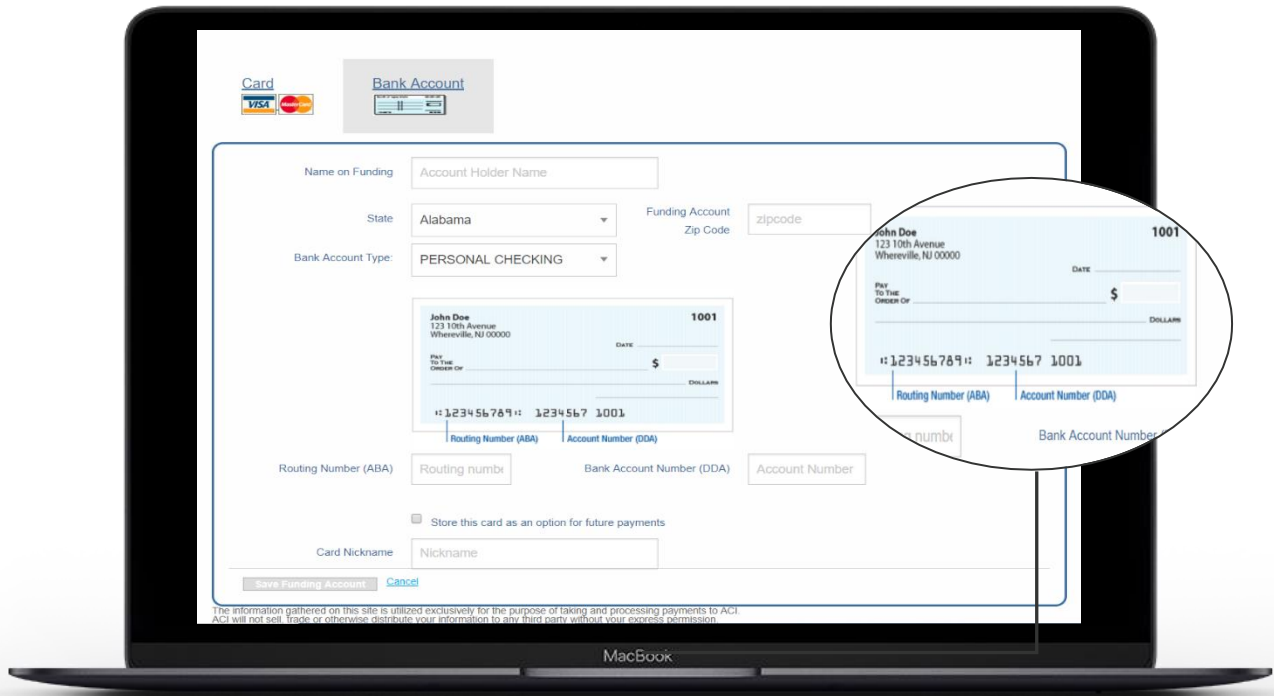 Card
Bank Account
VISA MasterCard
Name on Funding
Account Holder Name
State
Alabama
Funding Account
Zip Code
zipcode
Bank Account Type:
PERSONAL CHECKING
John Doe
1001
123 10th Avenue
Whereville, NJ 00000
DATE
PAY
TO THE
ORDER OF
$
DOLLARS
⑆123456789⑆ 1234567 1001
Routing Number (ABA)
Account Number (DDA)
Routing Number (ABA)
Routing numbe
Bank Account Number (DDA)
Account Number
Store this card as an option for future payments
Card Nickname
Nickname
Save Funding Account
Cancel
The information gathered on this site is utilized exclusively for the purpose of taking and processing payments to ACI.
ACI will not sell, trade or otherwise distribute your information to any third party without your express permission.
John Doe
1001
123 10th Avenue
Whereville, NJ 00000
DATE
PAY
TO THE
ORDER OF
$
DOLLARS
⑆123456789⑆ 1234567 1001
Routing Number (ABA)
Account Number (DDA)
g numbe
Bank Account Number
MacBook